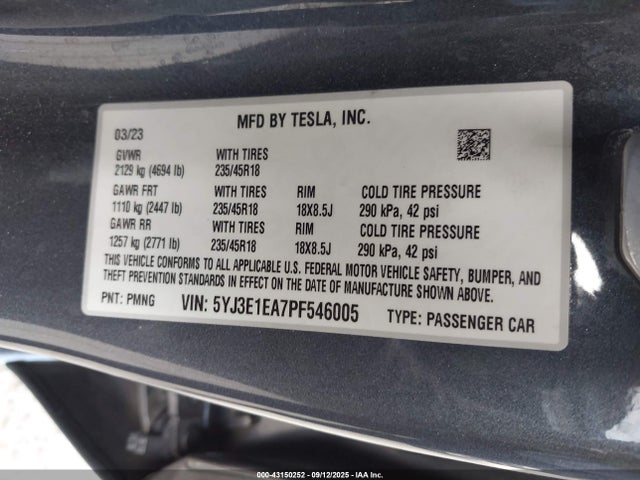 MFD BY TESLA, INC.
03/23
GVWR WITH TIRES
2129 kg (4694 lb) 235/45R18
GAWR FRT WITH TIRES RIM COLD TIRE PRESSURE
1110 kg (2447 lb) 235/45R18 18X8.5J 290 kPa, 42 psi
GAWR RR WITH TIRES RIM COLD TIRE PRESSURE
1257 kg (2771 lb) 235/45R18 18X8.5J 290 kPa, 42 psi
THIS VEHICLE CONFORMS TO ALL APPLICABLE U.S. FEDERAL MOTOR VEHICLE SAFETY, BUMPER, AND
THEFT PREVENTION STANDARDS IN EFFECT ON THE DATE OF MANUFACTURE SHOWN ABOVE.
PNT: PMNG VIN: 5YJ3E1EA7PF546005 TYPE: PASSENGER CAR
000-43150252 - 09/12/2025 - IAA Inc.